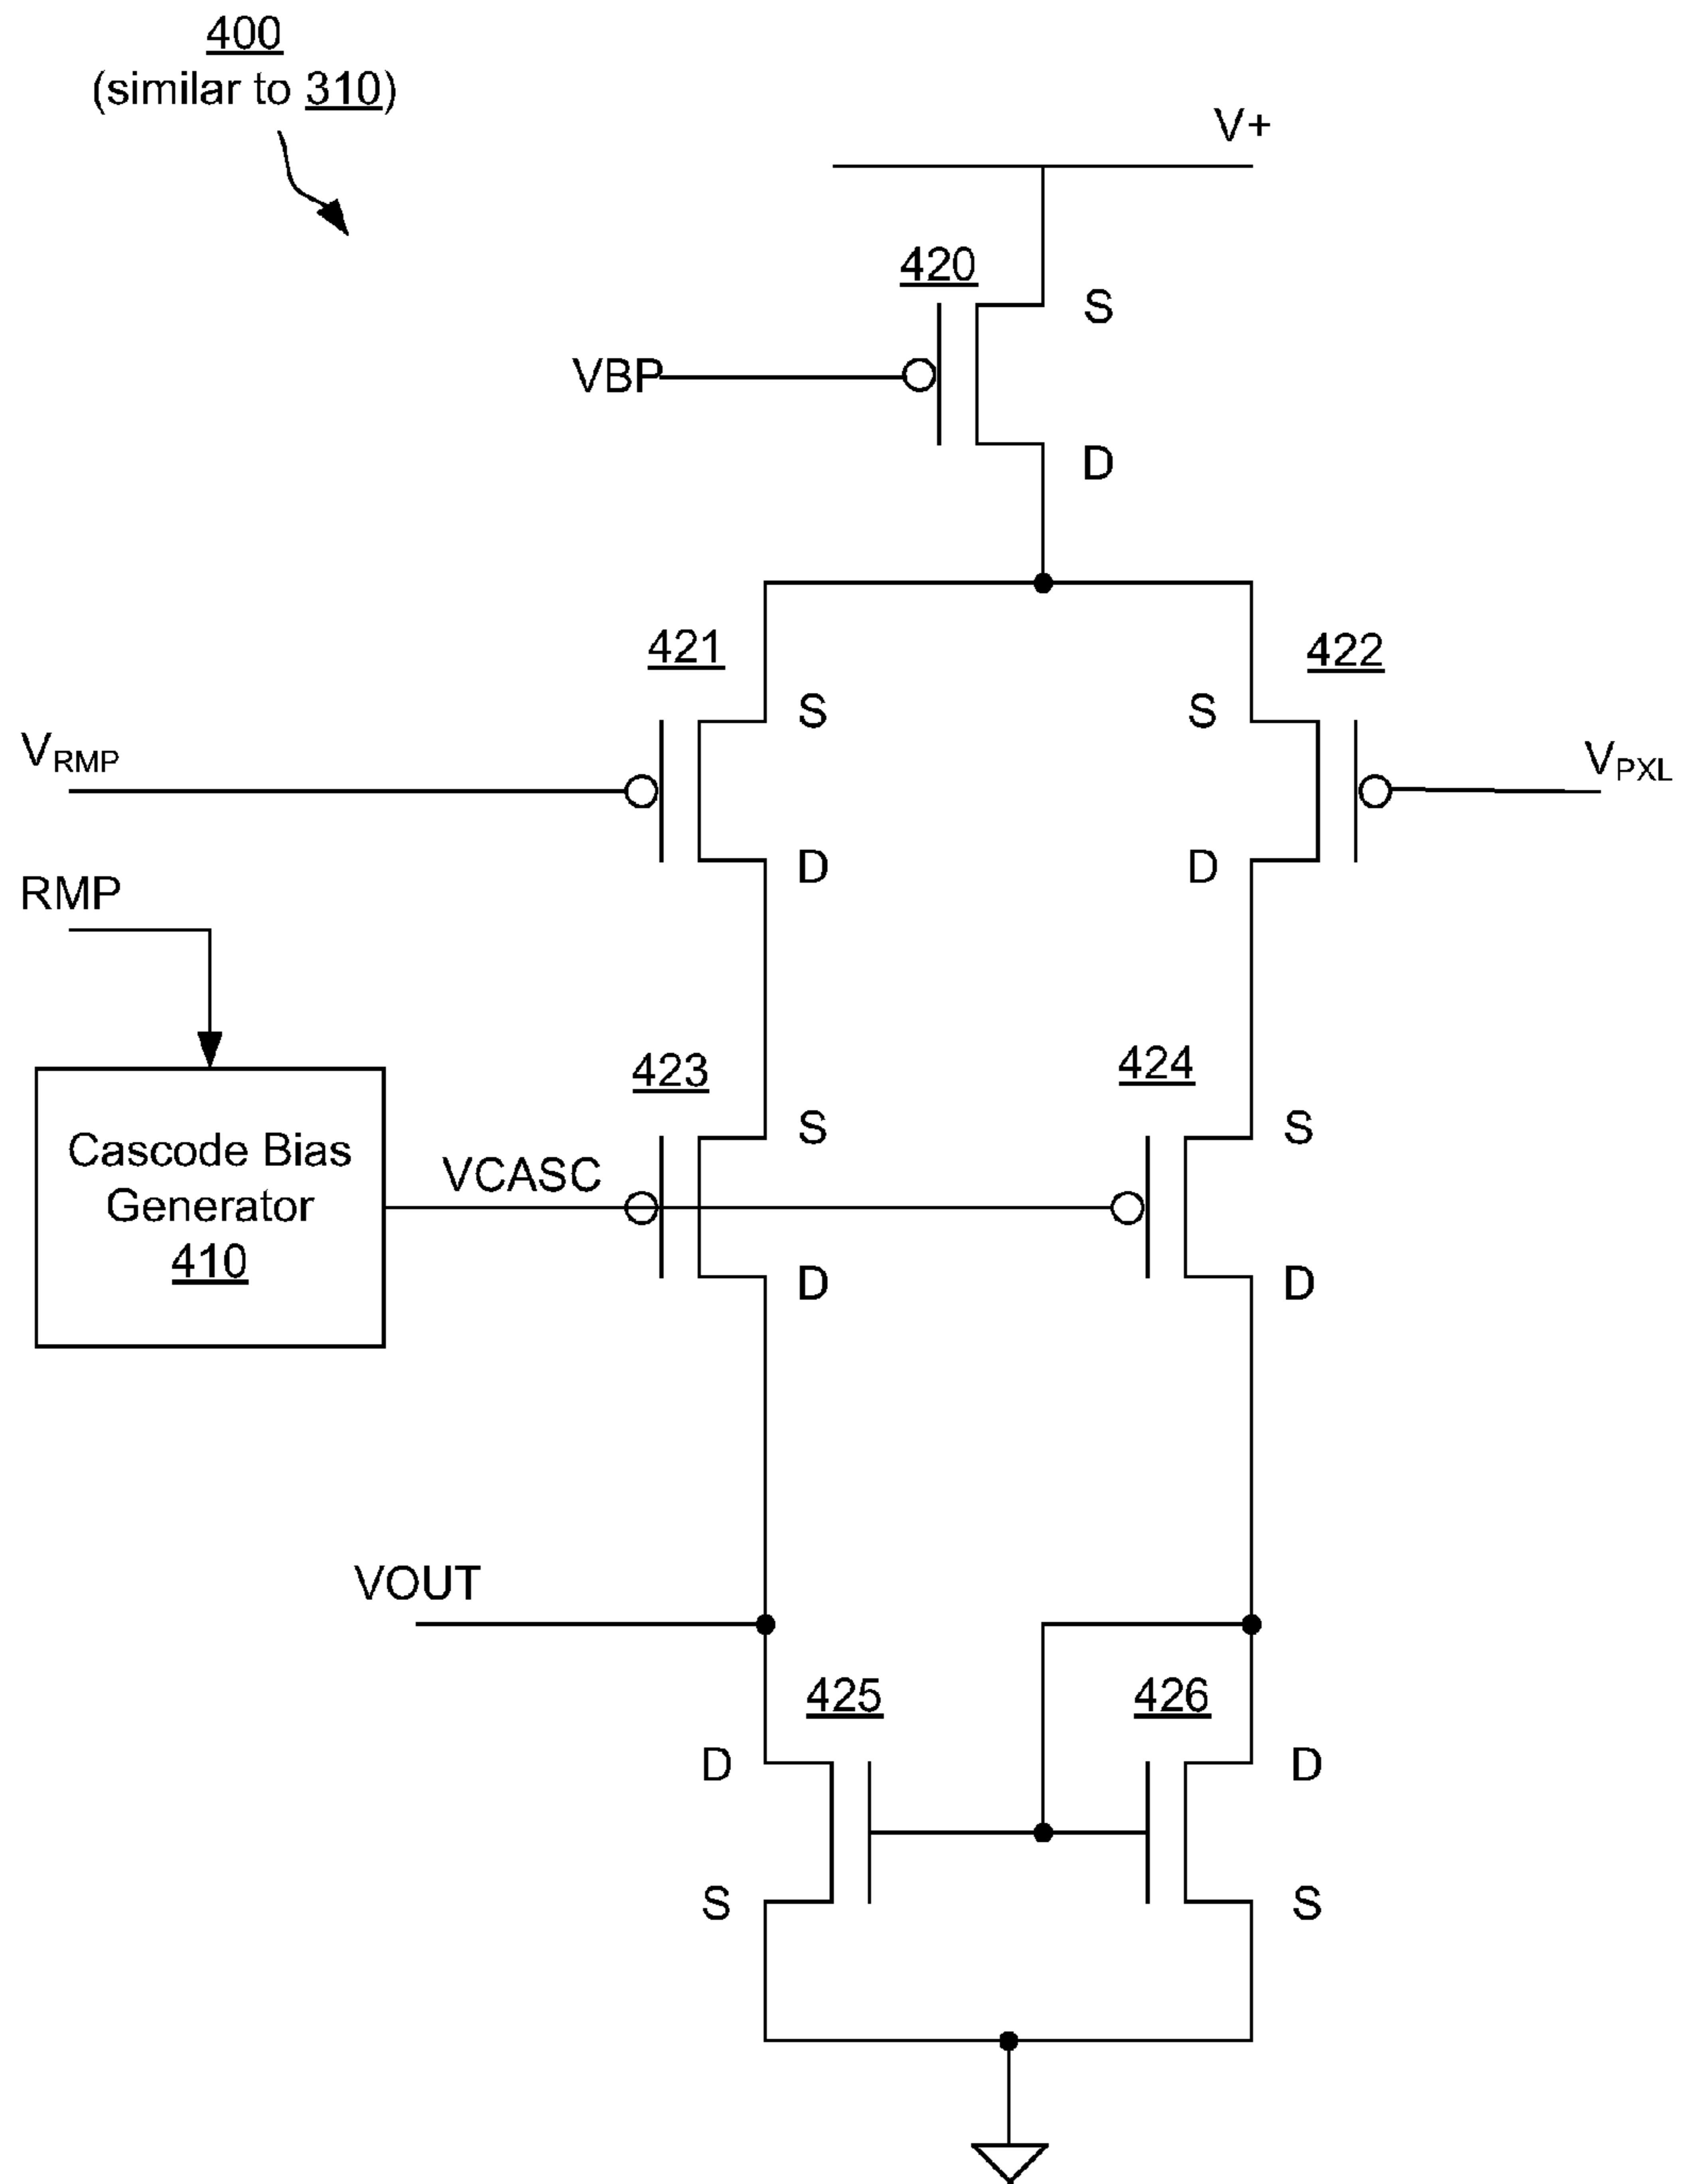 400
(similar to 310)
V+
420
S
VBP
D
421
422
S
S
VRMP
VPXL
D
D
RMP
423
424
S
S
Cascode Bias
Generator
410
VCASC
D
D
VOUT
425
426
D
D
S
S